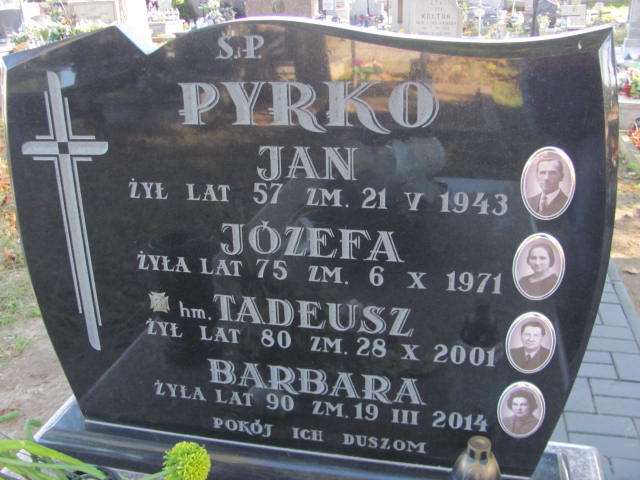 WOLTUN
Ś.P.
PYRKO
JAN
ŻYŁ LAT 57 ZM. 21 V 1943
JÓZEFA
ŻYŁA LAT 75 ZM. 6 X 1971
hm. TADEUSZ
ŻYŁ LAT 80 ZM. 28 X 2001
BARBARA
ŻYŁA LAT 90 ZM. 19 III 2014
POKÓJ ICH DUSZOM